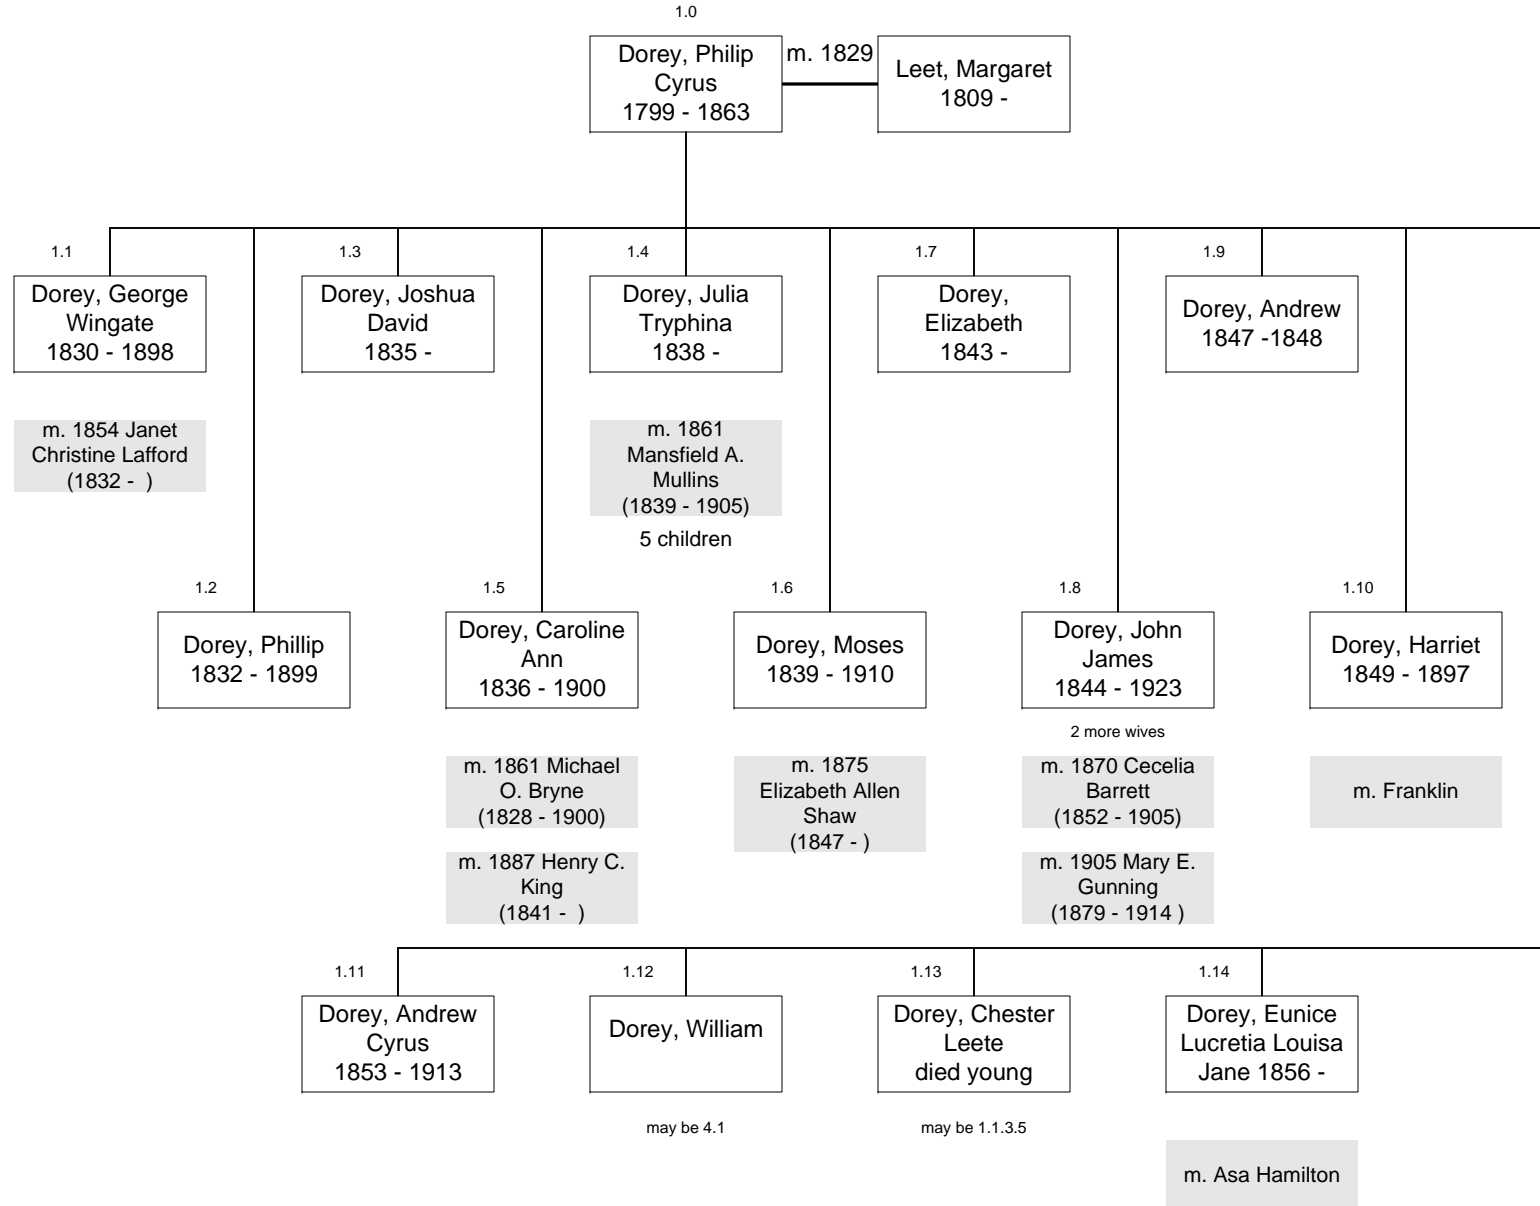 1.0
Dorey, Philip
Cyrus
1799 - 1863
m. 1829
Leet, Margaret
1809 -
1.1
Dorey, George
Wingate
1830 - 1898
m. 1854 Janet
Christine Lafford
(1832 -  )
1.3
Dorey, Joshua
David
1835 -
1.4
Dorey, Julia
Tryphina
1838 -
m. 1861
Mansfield A.
Mullins
(1839 - 1905)
5 children
1.7
Dorey,
Elizabeth
1843 -
1.9
Dorey, Andrew
1847 -1848
1.2
Dorey, Phillip
1832 - 1899
1.5
Dorey, Caroline
Ann
1836 - 1900
m. 1861 Michael
O. Bryne
(1828 - 1900)
m. 1887 Henry C.
King
(1841 -  )
1.6
Dorey, Moses
1839 - 1910
m. 1875
Elizabeth Allen
Shaw
(1847 - )
1.8
Dorey, John
James
1844 - 1923
2 more wives
m. 1870 Cecelia
Barrett
(1852 - 1905)
m. 1905 Mary E.
Gunning
(1879 - 1914 )
1.10
Dorey, Harriet
1849 - 1897
m. Franklin
1.11
Dorey, Andrew
Cyrus
1853 - 1913
1.12
Dorey, William
may be 4.1
1.13
Dorey, Chester
Leete
died young
may be 1.1.3.5
1.14
Dorey, Eunice
Lucretia Louisa
Jane 1856 -
m. Asa Hamilton